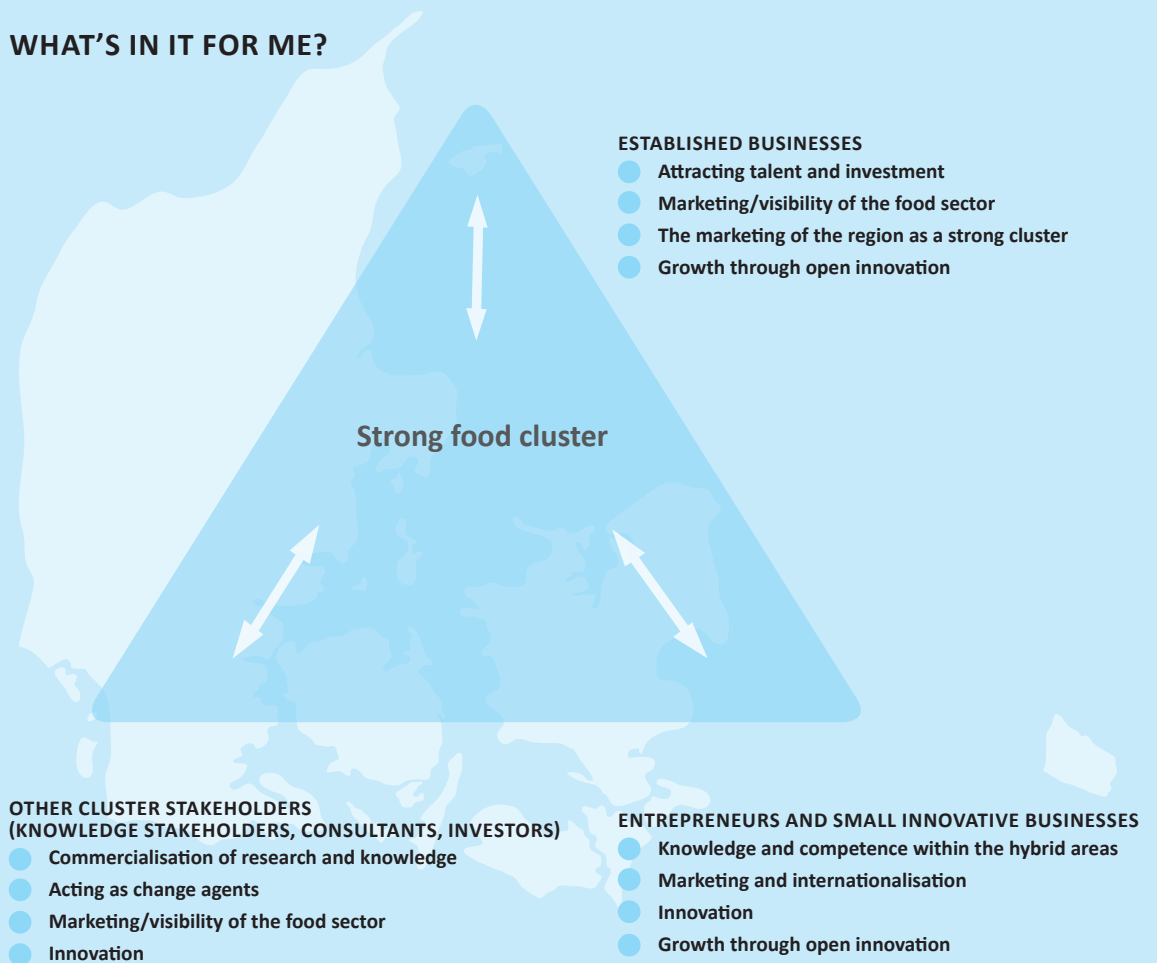 WHAT'S IN IT FOR ME?
ESTABLISHED BUSINESSES
Attracting talent and investment
Marketing/visibility of the food sector
The marketing of the region as a strong cluster
Growth through open innovation
Strong food cluster
OTHER CLUSTER STAKEHOLDERS
(KNOWLEDGE STAKEHOLDERS, CONSULTANTS, INVESTORS)
Commercialisation of research and knowledge
Acting as change agents
Marketing/visibility of the food sector
Innovation
ENTREPRENEURS AND SMALL INNOVATIVE BUSINESSES
Knowledge and competence within the hybrid areas
Marketing and internationalisation
Innovation
Growth through open innovation